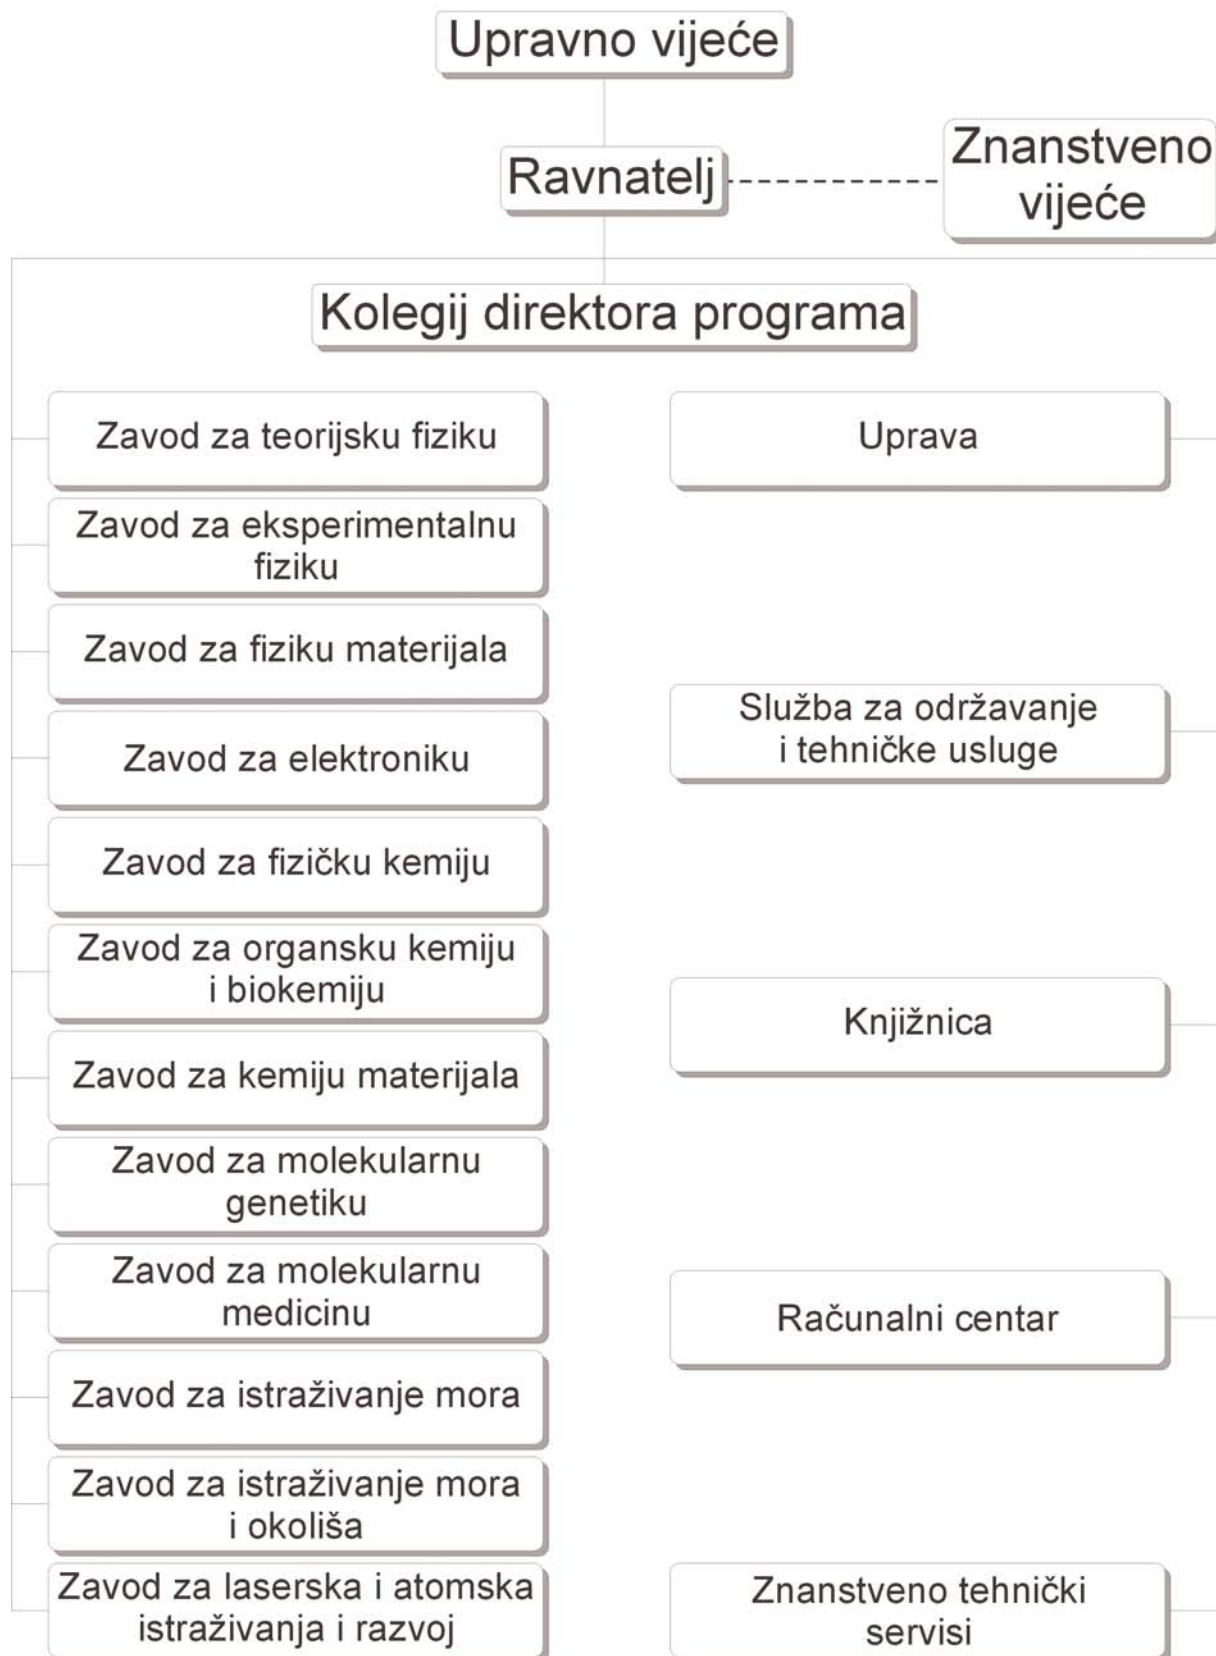 Upravno vijeće
Ravnatelj
Znanstveno
vijeće
Kolegij direktora programa
Zavod za teorijsku fiziku
Zavod za eksperimentalnu
fiziku
Zavod za fiziku materijala
Zavod za elektroniku
Zavod za fizičku kemiju
Zavod za organsku kemiju
i biokemiju
Zavod za kemiju materijala
Zavod za molekularnu
genetiku
Zavod za molekularnu
medicinu
Zavod za istraživanje mora
Zavod za istraživanje mora
i okoliša
Zavod za laserska i atomska
istraživanja i razvoj
Uprava
Služba za održavanje
i tehničke usluge
Knjižnica
Računalni centar
Znanstveno tehnički
servisi